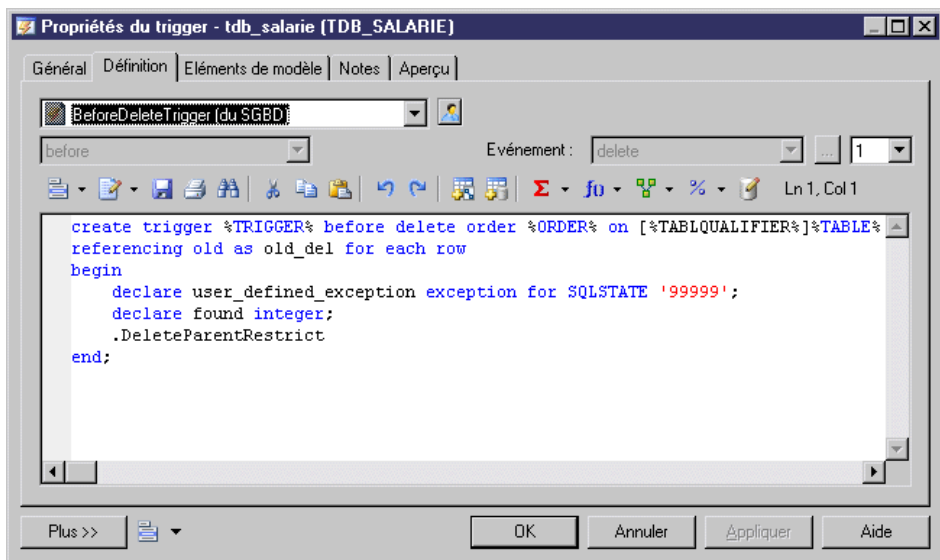 Propriétés du trigger - tdb_salarie (TDB_SALARIE)
Général Définition Eléments de modèle Notes Aperçu
BeforeDeleteTrigger (du SGBD)
before Evénement : delete ... 1
Σ fυ % Ln 1, Col 1
create trigger %TRIGGER% before delete order %ORDER% on [%TABLQUALIFIER%]%TABLE%
referencing old as old_del for each row
begin
declare user_defined_exception exception for SQLSTATE '99999';
declare found integer;
.DeleteParentRestrict
end;
Plus >> OK Annuler Appliquer Aide